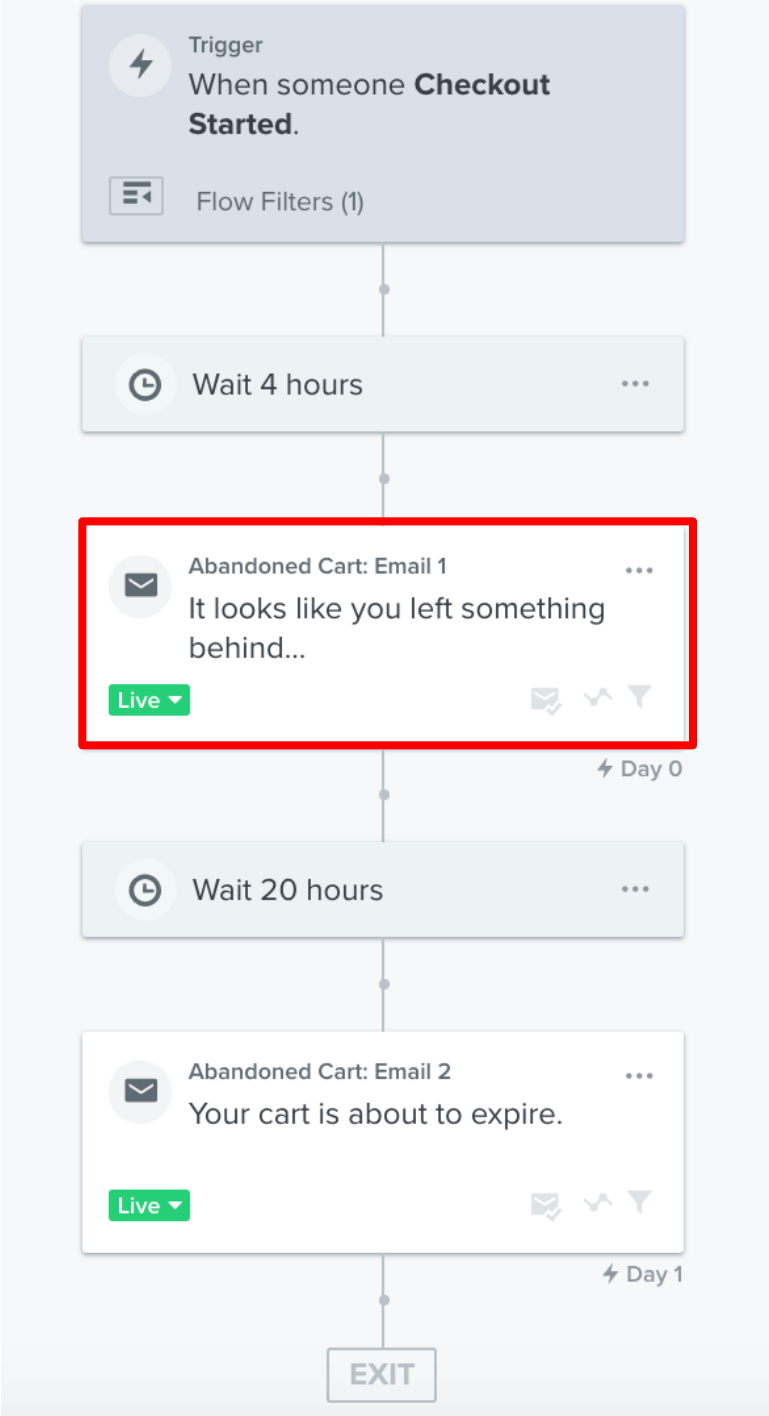 Trigger
When someone Checkout
Started.
Flow Filters (1)
Wait 4 hours
Abandoned Cart: Email 1
It looks like you left something
behind...
Live
Day 0
Wait 20 hours
Abandoned Cart: Email 2
Your cart is about to expire.
Live
Day 1
EXIT